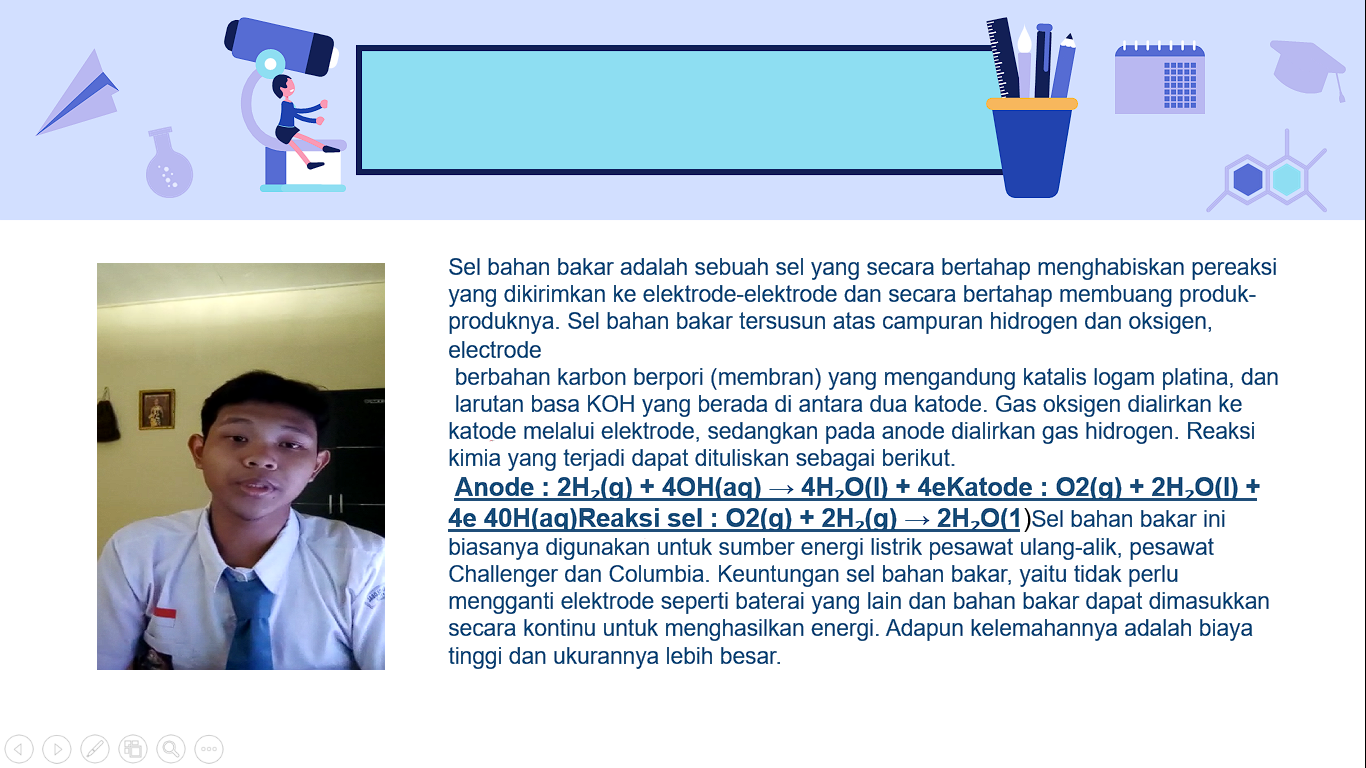 Sel bahan bakar adalah sebuah sel yang secara bertahap menghabiskan pereaksi
yang dikirimkan ke elektrode-elektrode dan secara bertahap membuang produk-
produknya. Sel bahan bakar tersusun atas campuran hidrogen dan oksigen,
electrode
berbahan karbon berpori (membran) yang mengandung katalis logam platina, dan
larutan basa KOH yang berada di antara dua katode. Gas oksigen dialirkan ke
katode melalui elektrode, sedangkan pada anode dialirkan gas hidrogen. Reaksi
kimia yang terjadi dapat dituliskan sebagai berikut.
Anode : 2H₂(g) + 4OH(aq) → 4H₂O(l) + 4eKatode : O2(g) + 2H₂O(l) +
4e 40H(aq)Reaksi sel : O2(g) + 2H₂(g) → 2H₂O(1)Sel bahan bakar ini
biasanya digunakan untuk sumber energi listrik pesawat ulang-alik, pesawat
Challenger dan Columbia. Keuntungan sel bahan bakar, yaitu tidak perlu
mengganti elektrode seperti baterai yang lain dan bahan bakar dapat dimasukkan
secara kontinu untuk menghasilkan energi. Adapun kelemahannya adalah biaya
tinggi dan ukurannya lebih besar.